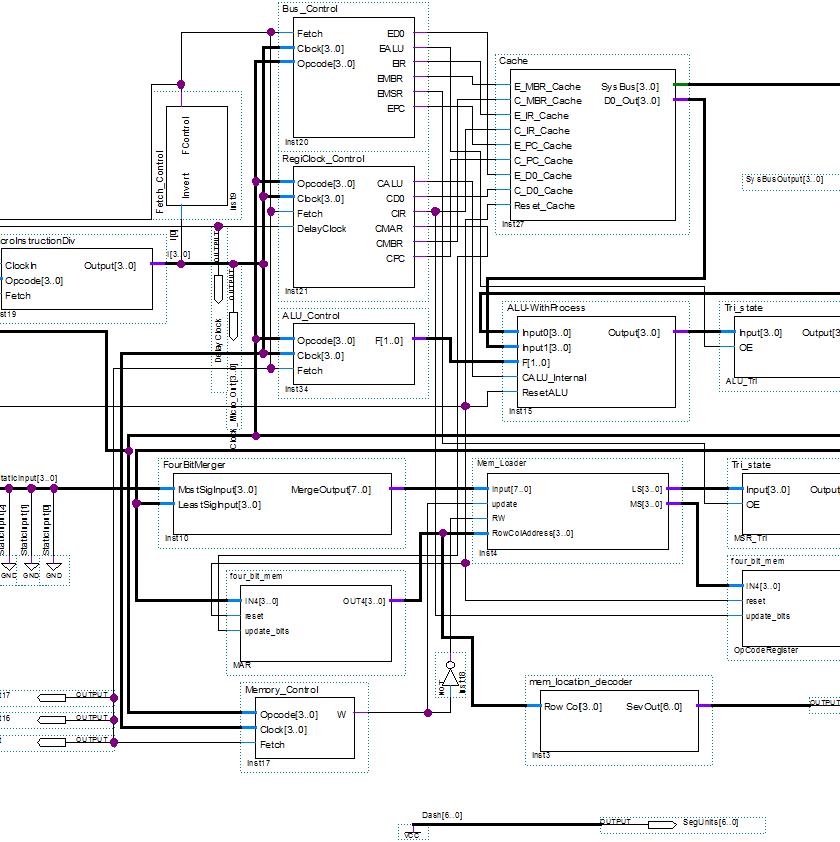 Bus_Control
Fetch
Clock[3..0]
Opcode[3..0]
ED0
EALU
EIR
EMBR
EMSR
EPC
inst20
Cache
E_MBR_Cache
C_MBR_Cache
E_IR_Cache
C_IR_Cache
E_PC_Cache
C_PC_Cache
E_D0_Cache
C_D0_Cache
Reset_Cache
SysBus[3..0]
D0_Out[3..0]
inst27
SysBusOutput[3..0]
Fetch_Control
Invert
FControl
inst9
RegiClock_Control
Opcode[3..0]
Clock[3..0]
Fetch
DelayClock
CALU
CD0
CIR
CMAR
CMBR
CPC
inst21
croInstructionDiv
ClockIn
Opcode[3..0]
Fetch
Output[3..0]
st19
I[0]
I[3..0]
OUTPUT
OUTPUT
DelayClock
Clock_Micro_Out[3..0]
ALU_Control
Opcode[3..0]
Clock[3..0]
Fetch
F[1..0]
inst34
ALU-WithProcess
Input0[3..0]
Input1[3..0]
F[1..0]
CALU_Internal
ResetALU
Output[3..0]
inst15
Tri_state
Input[3..0]
OE
Output[3
ALU_Tri
taticInput[3..0]
GND
GND
GND
FourBitMerger
MostSigInput[3..0]
LeastSigInput[3..0]
MergeOutput[7..0]
inst10
Mem_Loader
Input[7..0]
update
RW
RowColAddress[3..0]
LS[3..0]
MS[3..0]
inst4
Tri_state
Input[3..0]
OE
Output
MSR_Tri
four_bit_mem
IN4[3..0]
reset
update_bits
OUT4[3..0]
MAR
four_bit_mem
IN4[3..0]
reset
update_bits
OpCodeRegister
NOT
inst18
t17
OUTPUT
t16
OUTPUT
t
OUTPUT
Memory_Control
Opcode[3..0]
Clock[3..0]
Fetch
W
inst17
mem_location_decoder
RowCol[3..0]
SevOut[6..0]
inst3
OUTPUT
Dash[6..0]
VCC
OUTPUT
SegUnits[6..0]